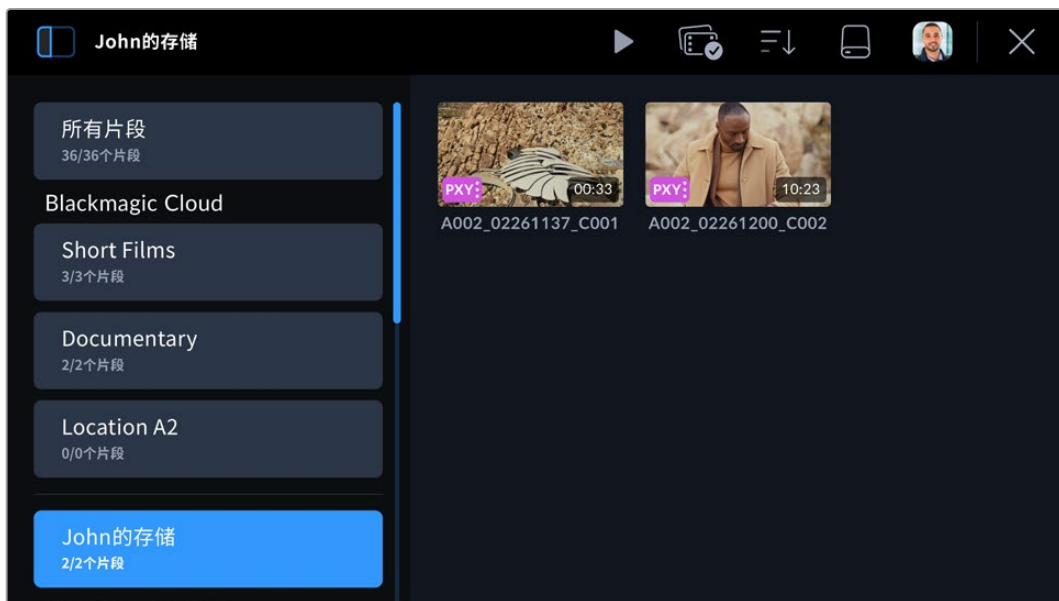 John的存储
所有片段
36/36个片段
Blackmagic Cloud
Short Films
3/3个片段
Documentary
2/2个片段
Location A2
0/0个片段
John的存储
2/2个片段
PXY
00:33
A002_02261137_C001
PXY
10:23
A002_02261200_C002